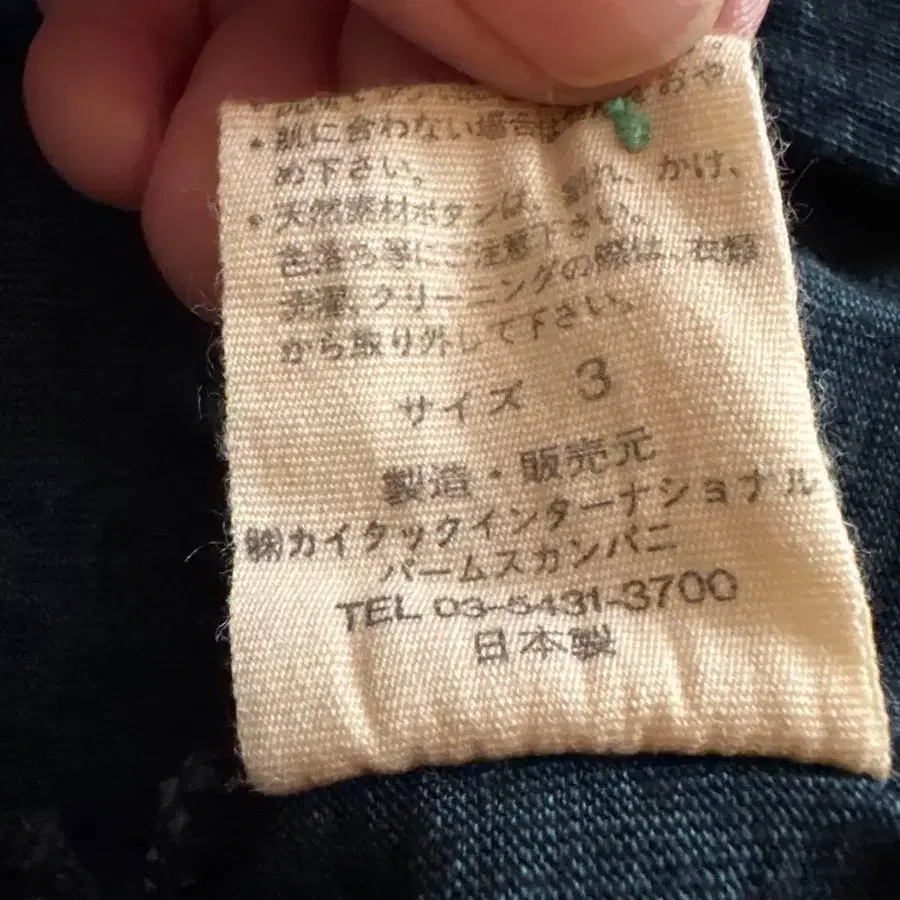 ・肌に合わない場合は使用をおや
め下さい。
・天然素材ボタンは、割れ、かけ、
色落ち等にご注意下さい。
洗濯、クリーニングの際は、衣類
から取り外して下さい。
サイズ 3
製造・販売元
㈱カイタックインターナショナル
パームスカンパニ
TEL 03-5431-3700
日本製